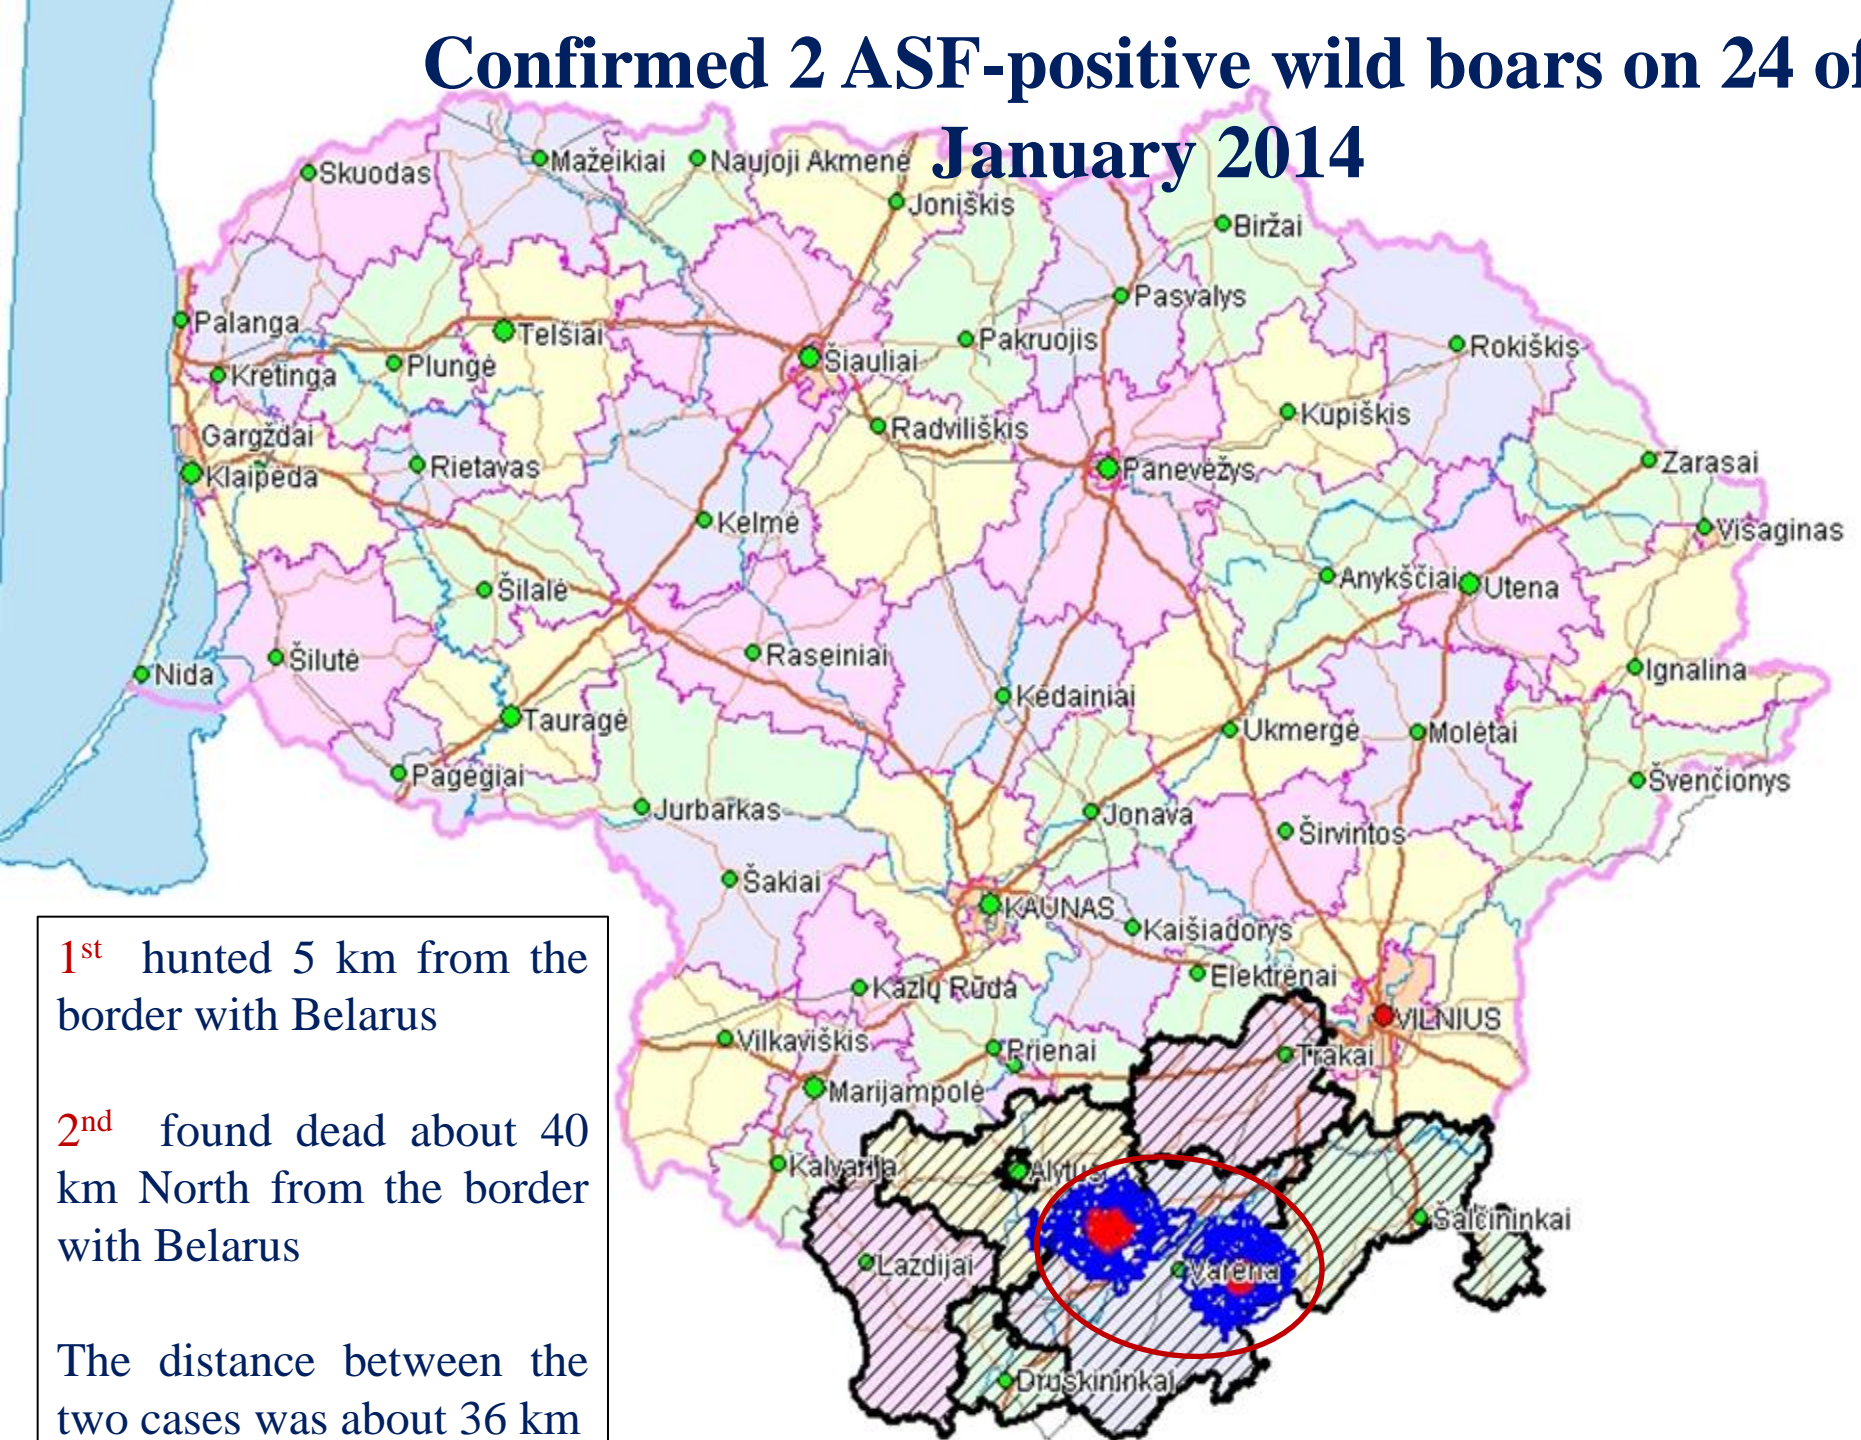 Confirmed 2 ASF-positive wild boars on 24 of
January 2014
Skuodas
Mažeikiai
Naujoji Akmenė
Joniškis
Biržai
Palanga
Telšiai
Pasvalys
Kretinga
Plungė
Šiauliai
Pakruojis
Rokiškis
Gargždai
Klaipėda
Rietavas
Radviliškis
Kupiškis
Panevėžys
Zarasai
Kelmė
Visaginas
Šilalė
Anykščiai
Utena
Nida
Šilutė
Raseiniai
Kėdainiai
Ignalina
Tauragė
Ukmergė
Molėtai
Pagėgiai
Jurbarkas
Jonava
Širvintos
Švenčionys
Šakiai
KAUNAS
Kaišiadorys
Kazlų Rūda
Elektrėnai
VILNIUS
Vilkaviškis
Prienai
Trakai
Marijampolė
Kalvarija
Alytus
Šalčininkai
Lazdijai
Varėna
Druskininkai
1st hunted 5 km from the
border with Belarus
2nd found dead about 40
km North from the border
with Belarus
The distance between the
two cases was about 36 km